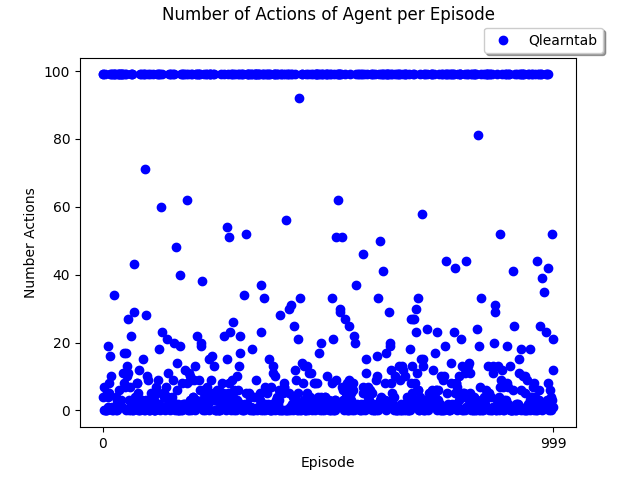 Number of Actions of Agent per Episode
Qlearntab
100
80
60
40
20
0
Number Actions
0
999
Episode